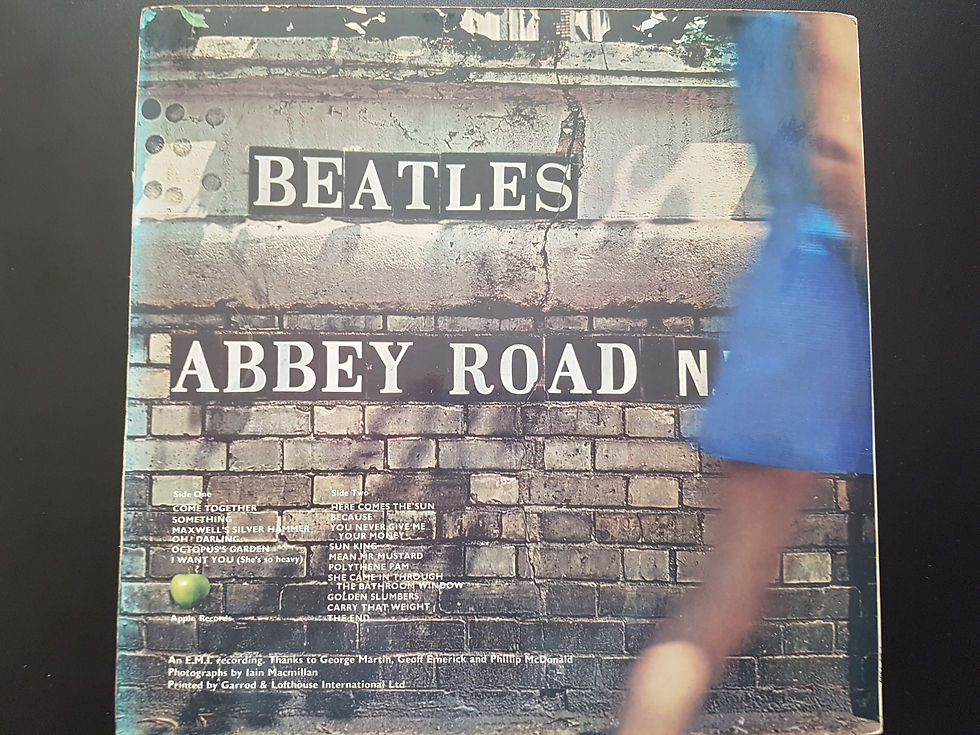 BEATLES
ABBEY ROAD N
Side One
COME TOGETHER
SOMETHING
MAXWELL'S SILVER HAMMER
OH! DARLING
OCTOPUS'S GARDEN
I WANT YOU (She's so heavy)
Apple Records
Side Two
HERE COMES THE SUN
BECAUSE
YOU NEVER GIVE ME
YOUR MONEY
SUN KING
MEAN MR MUSTARD
POLYTHENE PAM
SHE CAME IN THROUGH
THE BATHROOM WINDOW
GOLDEN SLUMBERS
CARRY THAT WEIGHT
THE END
An E.M.I. recording. Thanks to George Martin, Geoff Emerick and Phillip McDonald
Photographs by Iain Macmillan
Printed by Garrod & Lofthouse International Ltd